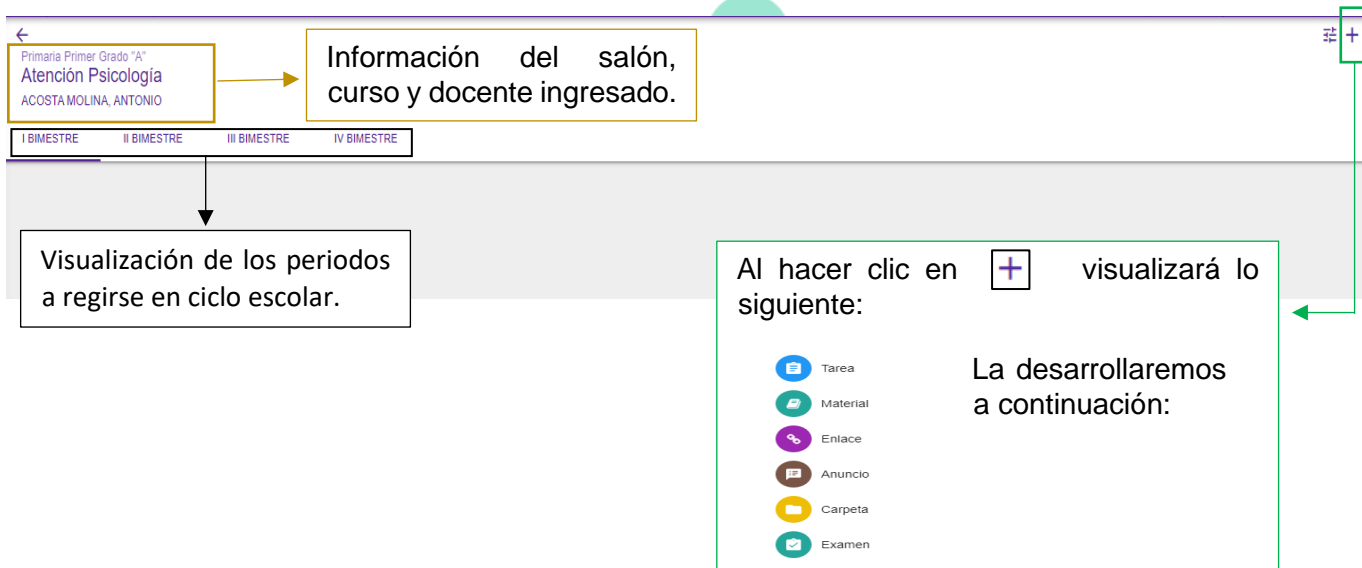 Primaria Primer Grado "A"
Atención Psicología
ACOSTA MOLINA, ANTONIO
Información del salón,
curso y docente ingresado.
I BIMESTRE II BIMESTRE III BIMESTRE IV BIMESTRE
Visualización de los periodos
a regirse en ciclo escolar.
Al hacer clic en + visualizará lo
siguiente:
Tarea
Material
Enlace
Anuncio
Carpeta
Examen
La desarrollaremos
a continuación: